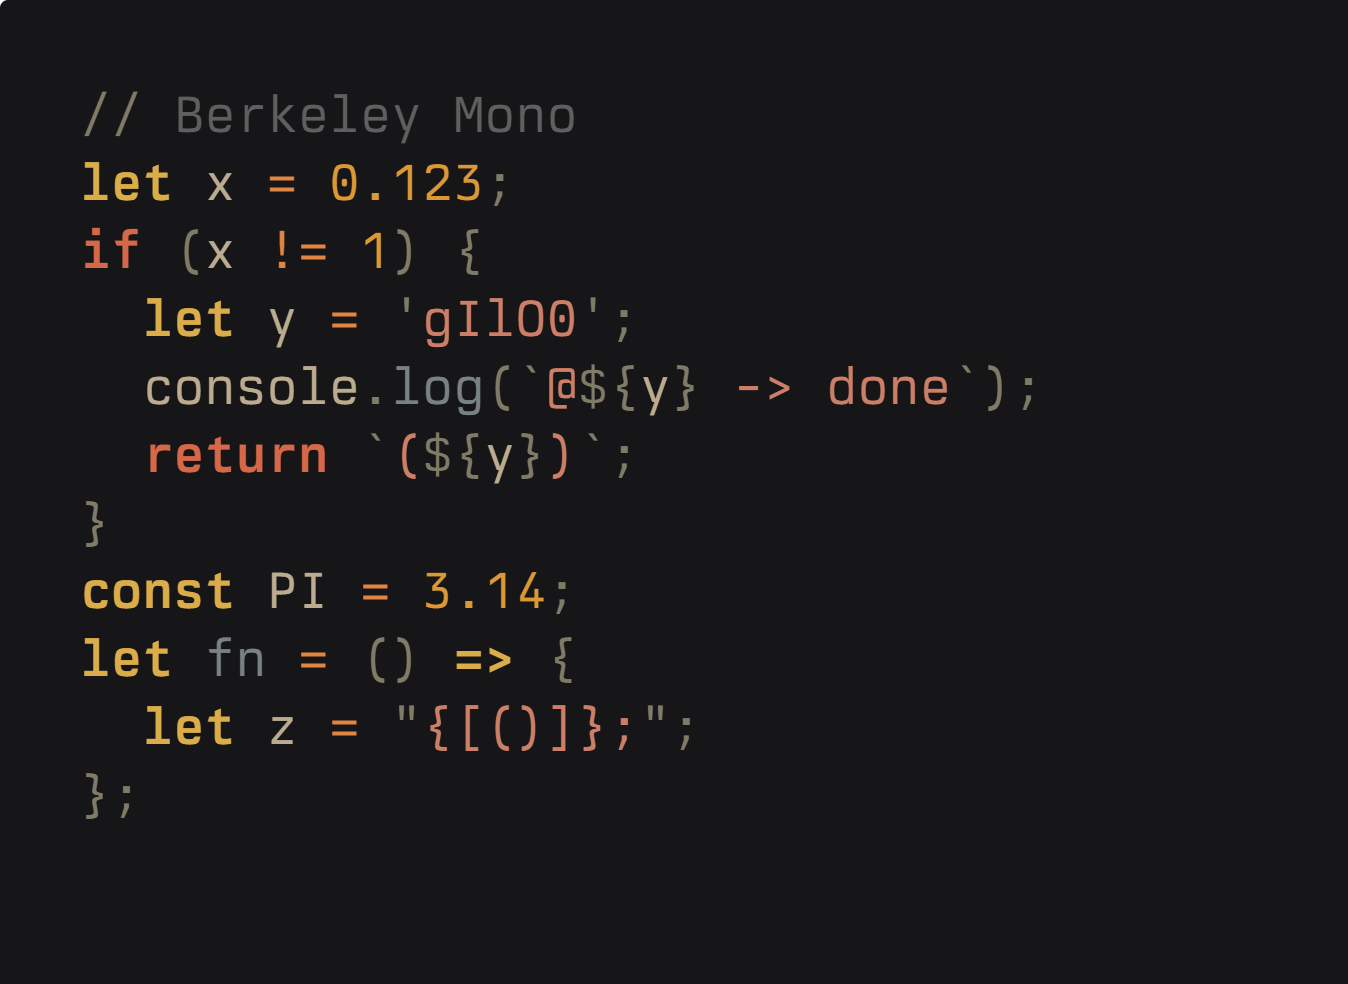 // Berkeley Mono
let x = 0.123;
if (x != 1) {
  let y = 'gIlO0';
  console.log(`@${y} -> done`);
  return `(${y})`;
}
const PI = 3.14;
let fn = () => {
  let z = "{[()]};";
};